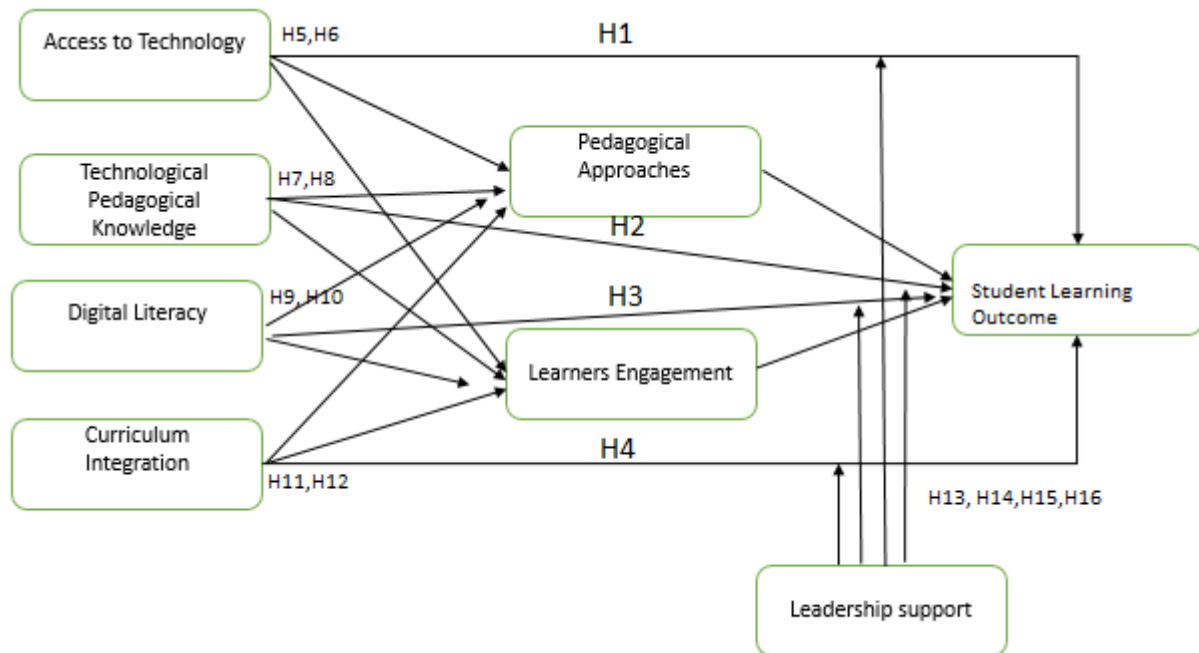 Access to Technology
H5,H6
H1
Technological
Pedagogical
Knowledge
H7,H8
Pedagogical
Approaches
H2
Digital Literacy
H9, H10
H3
Student Learning
Outcome
Learners Engagement
Curriculum
Integration
H4
H11,H12
H13, H14,H15,H16
Leadership support